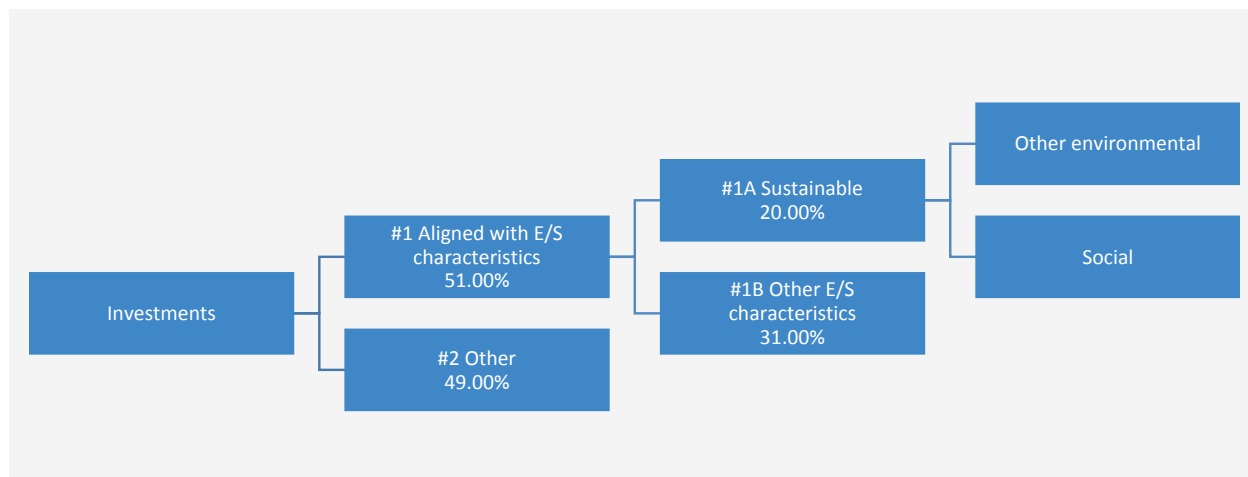 Investments
#1 Aligned with E/S
characteristics
51.00%
#2 Other
49.00%
#1A Sustainable
20.00%
#1B Other E/S
characteristics
31.00%
Other environmental
Social